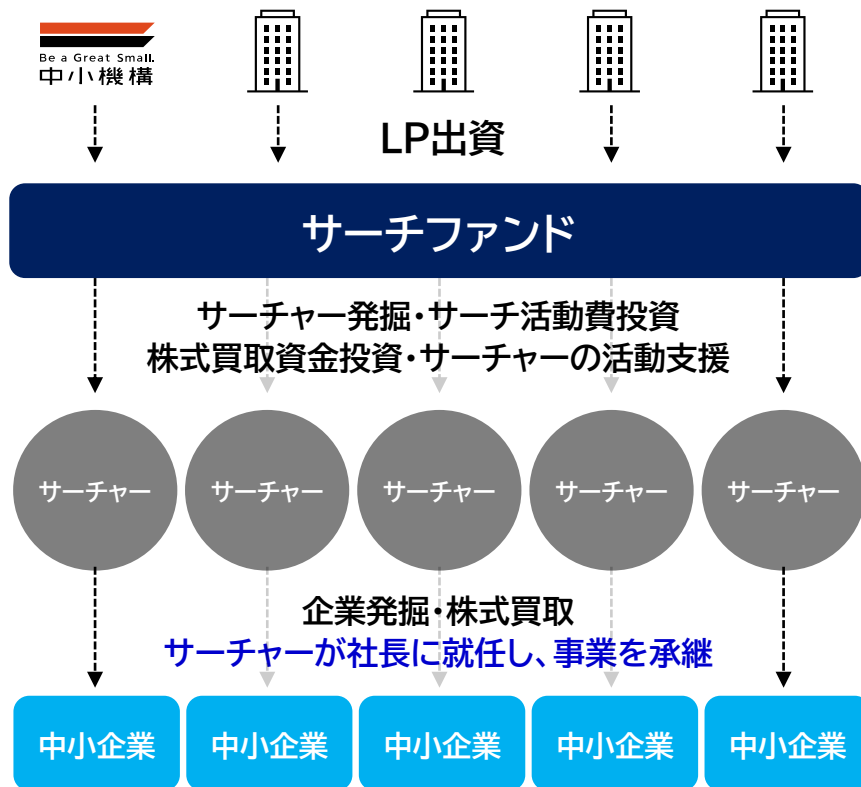 Be a Great Small.
中小機構
LP出資
サーチファンド
サーチャー発掘・サーチ活動費投資
株式買取資金投資・サーチャーの活動支援
サーチャー
サーチャー
サーチャー
サーチャー
サーチャー
企業発掘・株式買取
サーチャーが社長に就任し、事業を承継
中小企業
中小企業
中小企業
中小企業
中小企業